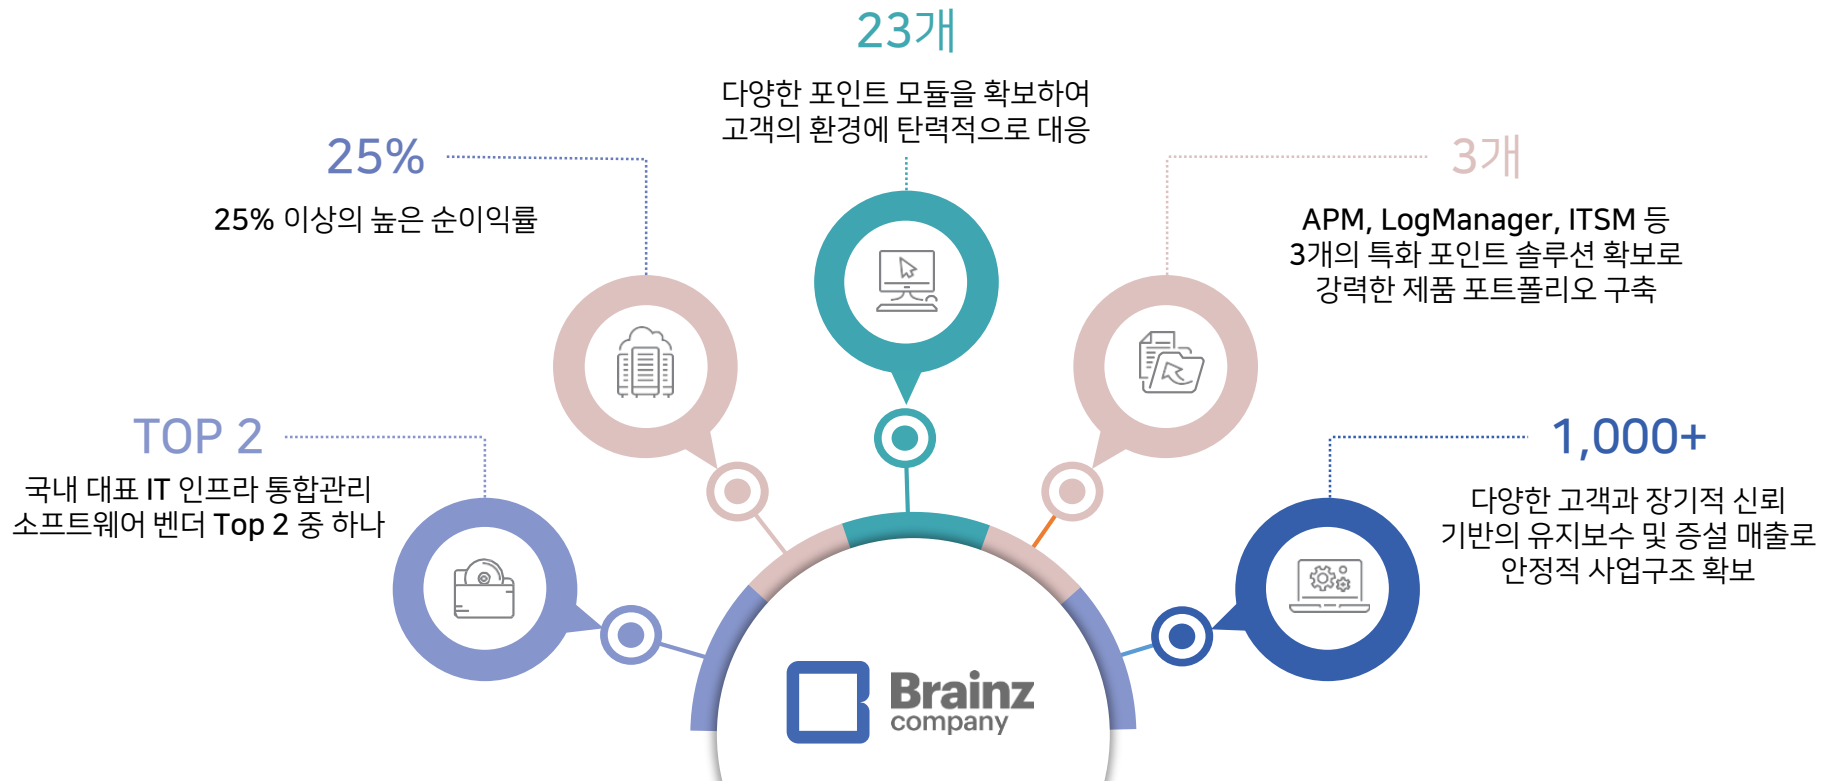 23개
다양한 포인트 모듈을 확보하여
고객의 환경에 탄력적으로 대응
25%
25% 이상의 높은 순이익률
3개
APM, LogManager, ITSM 등
3개의 특화 포인트 솔루션 확보로
강력한 제품 포트폴리오 구축
TOP 2
국내 대표 IT 인프라 통합관리
소프트웨어 벤더 Top 2 중 하나
1,000+
다양한 고객과 장기적 신뢰
기반의 유지보수 및 증설 매출로
안정적 사업구조 확보
Brainz
company